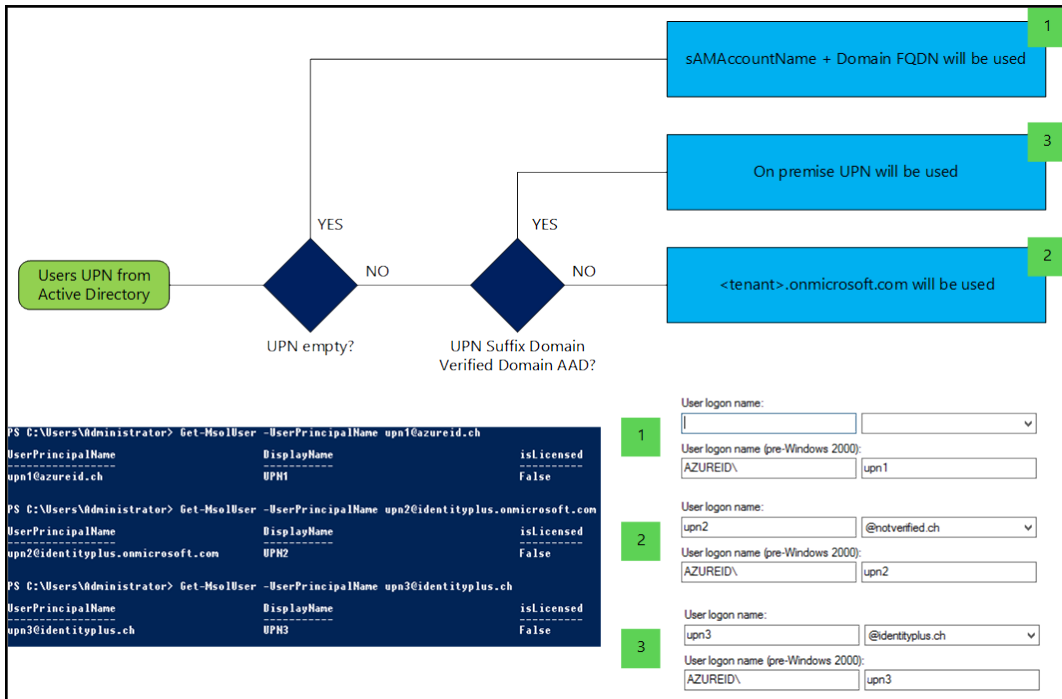 1
sAMAccountName + Domain FQDN will be used
3
On premise UPN will be used
YES
YES
2
Users UPN from
Active Directory
NO
NO
<tenant>.onmicrosoft.com will be used
UPN empty?
UPN Suffix Domain
Verified Domain AAD?
PS C:\Users\Administrator> Get-MsolUser -UserPrincipalName upn1@azureid.ch
UserPrincipalName DisplayName isLicensed
----------------- ----------- ----------
upn1@azureid.ch UPN1 False
PS C:\Users\Administrator> Get-MsolUser -UserPrincipalName upn2@identityplus.onmicrosoft.com
UserPrincipalName DisplayName isLicensed
----------------- ----------- ----------
upn2@identityplus.onmicrosoft.com UPN2 False
PS C:\Users\Administrator> Get-MsolUser -UserPrincipalName upn3@identityplus.ch
UserPrincipalName DisplayName isLicensed
----------------- ----------- ----------
upn3@identityplus.ch UPN3 False
1
User logon name:
User logon name (pre-Windows 2000):
AZUREID\ upn1
2
User logon name:
upn2 @notverified.ch
User logon name (pre-Windows 2000):
AZUREID\ upn2
3
User logon name:
upn3 @identityplus.ch
User logon name (pre-Windows 2000):
AZUREID\ upn3